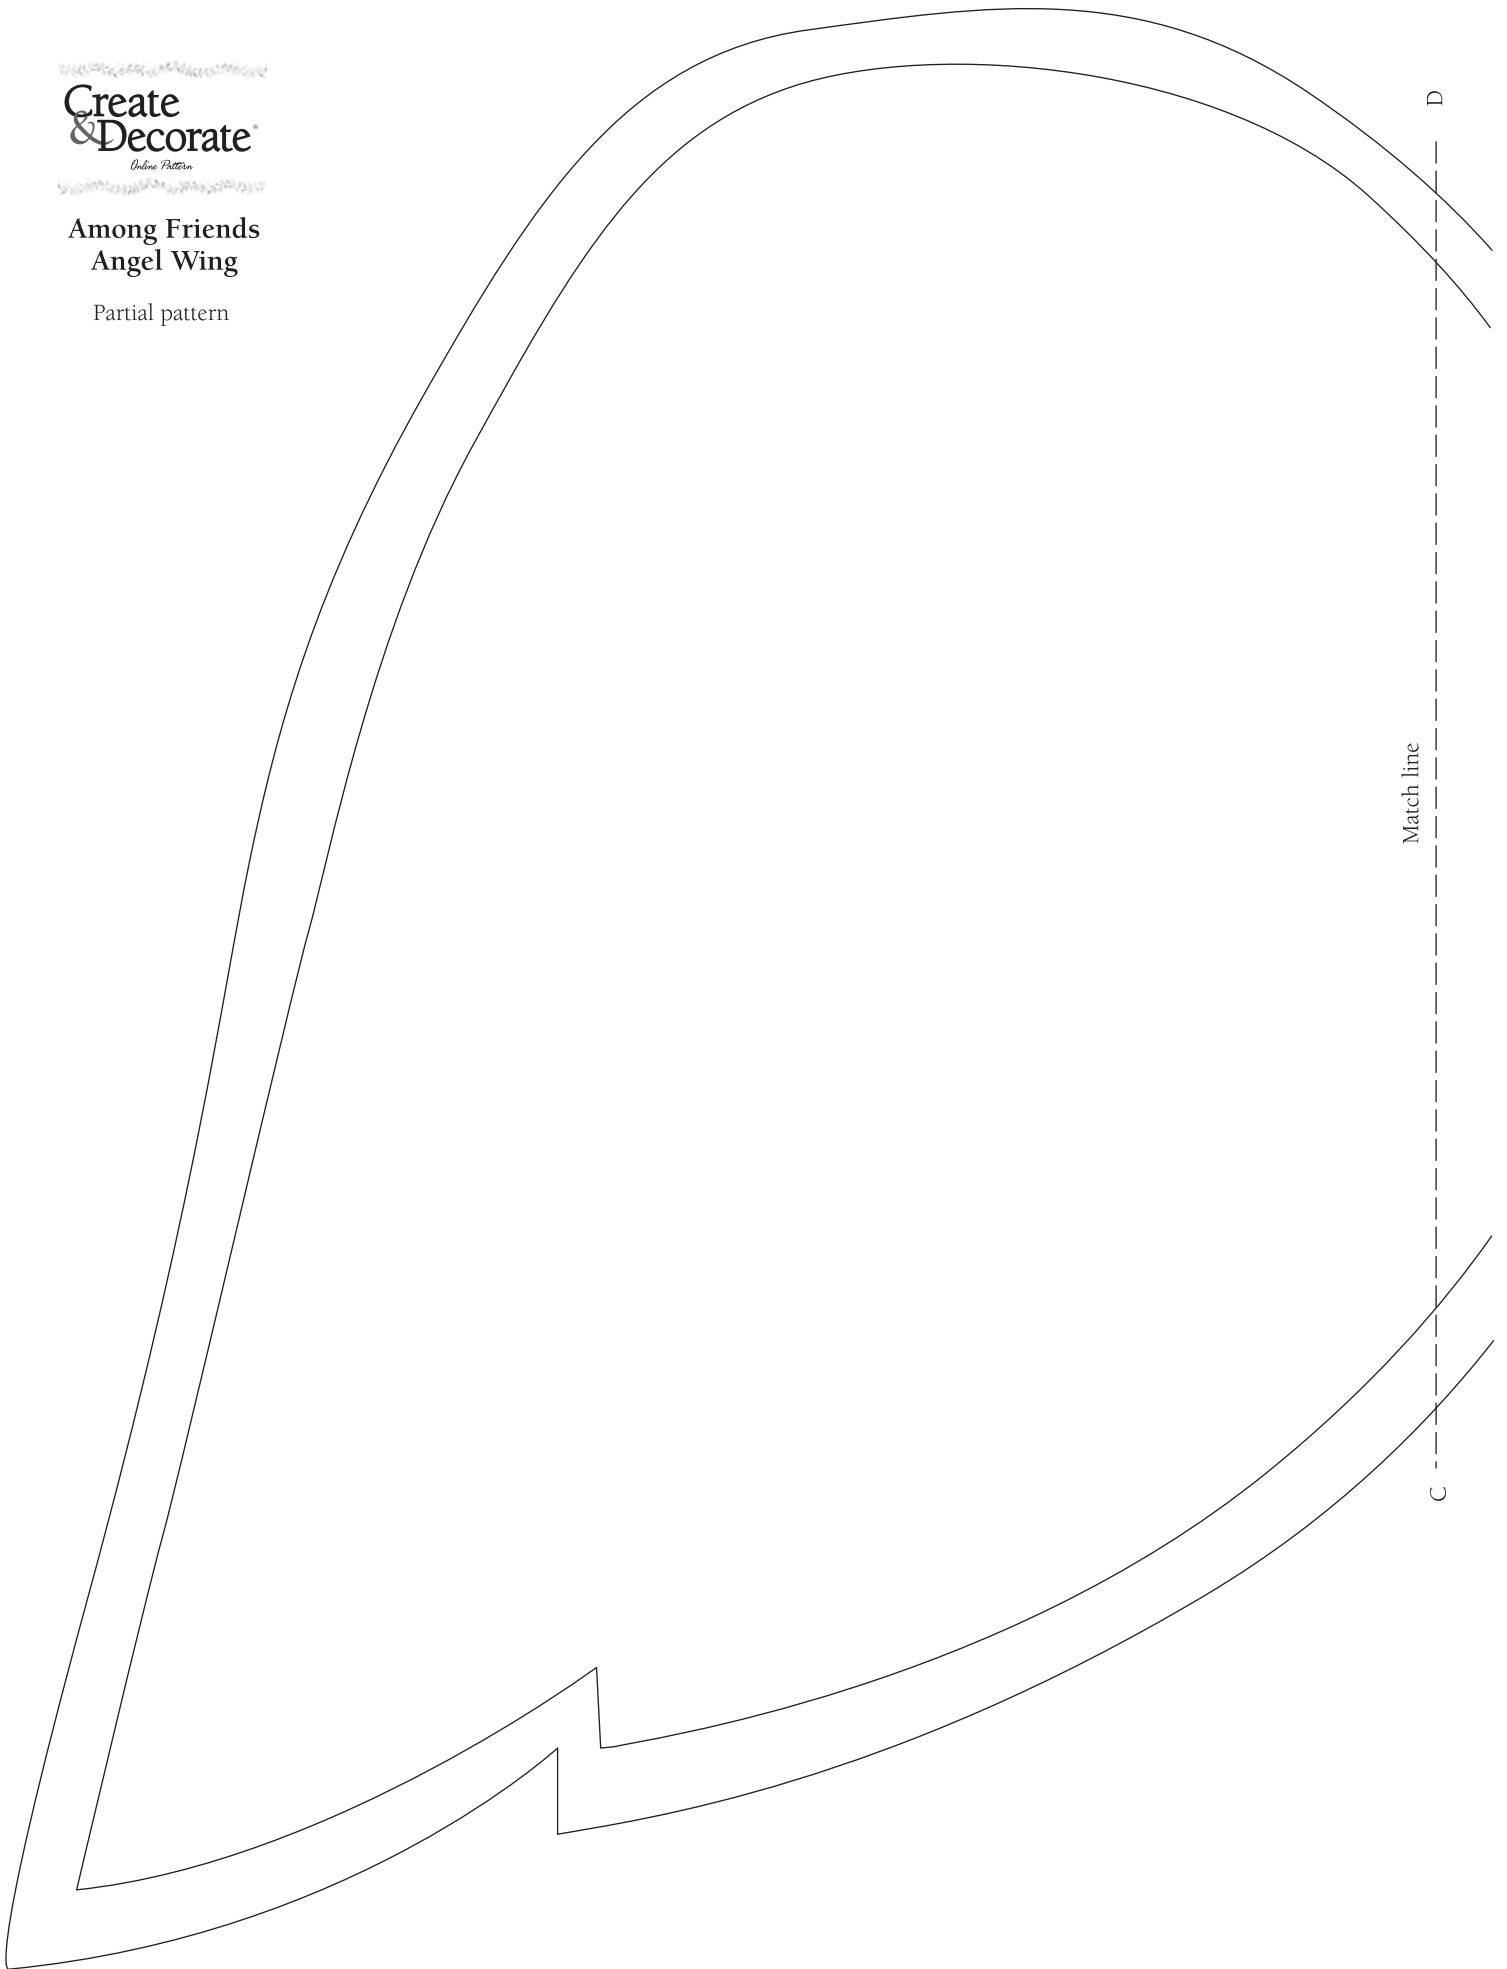 Create
&Decorate®
Online Pattern
Among Friends
Angel Wing
Partial pattern
D
Match line
C